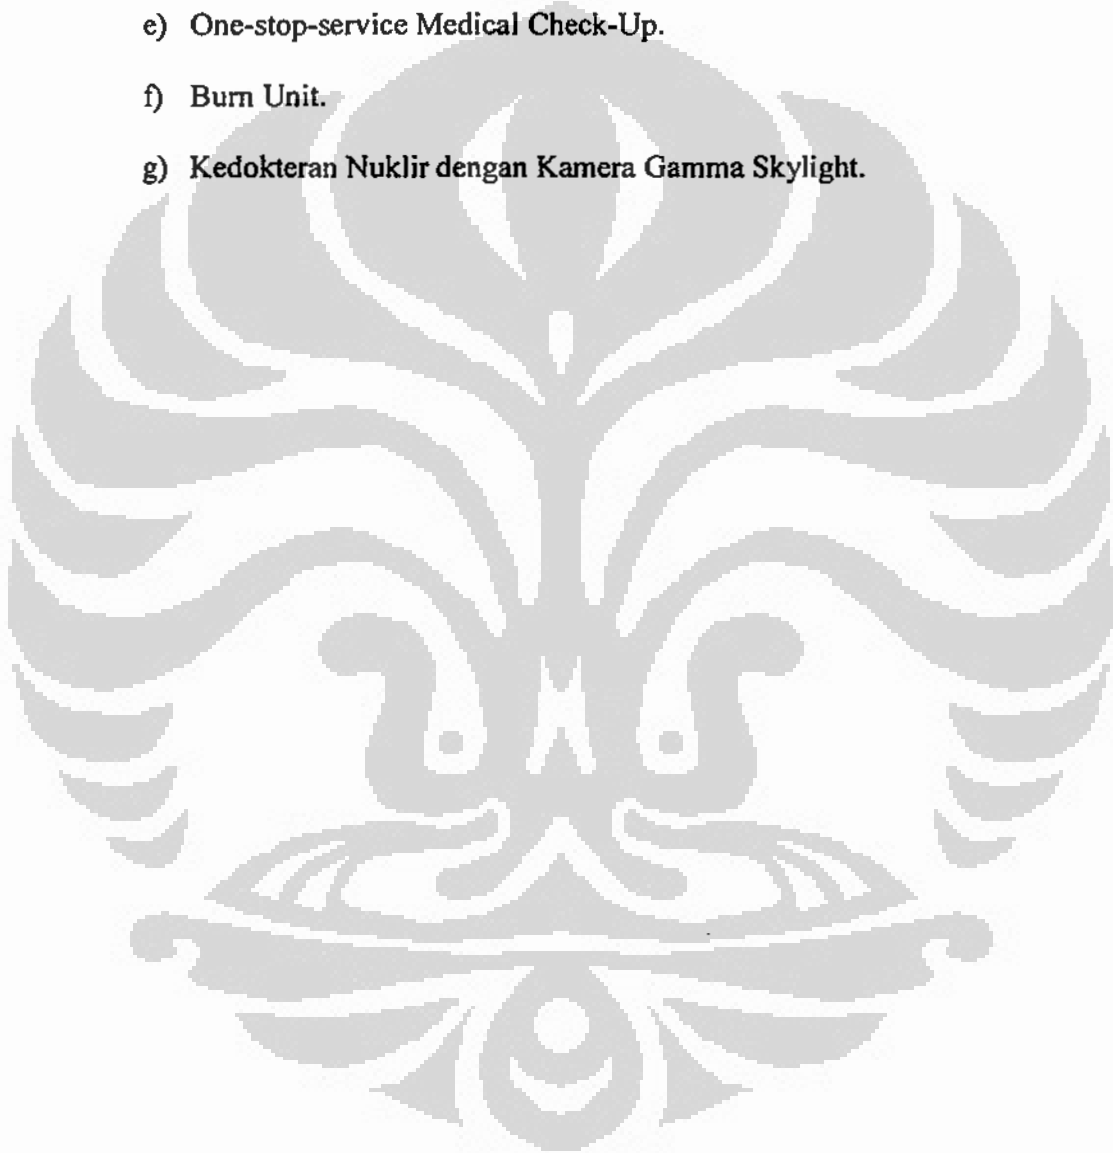 e) One-stop-service Medical Check-Up.
f) Burn Unit.
g) Kedokteran Nuklir dengan Kamera Gamma Skylight.